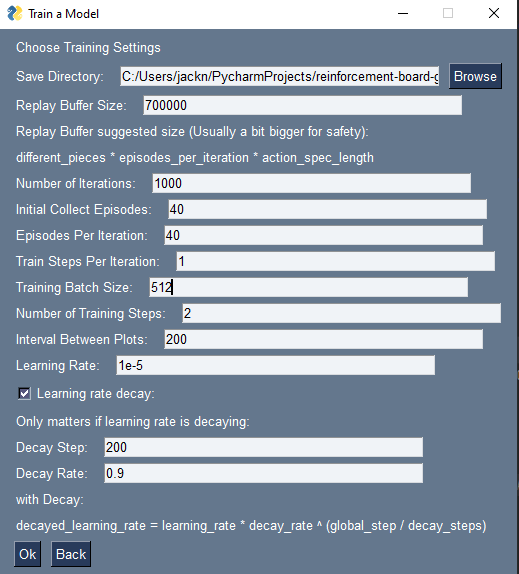 Train a Model
Choose Training Settings
Save Directory: C:/Users/jackn/PycharmProjects/reinforcement-board-g Browse
Replay Buffer Size: 700000
Replay Buffer suggested size (Usually a bit bigger for safety):
different_pieces * episodes_per_iteration * action_spec_length
Number of Iterations: 1000
Initial Collect Episodes: 40
Episodes Per Iteration: 40
Train Steps Per Iteration: 1
Training Batch Size: 512
Number of Training Steps: 2
Interval Between Plots: 200
Learning Rate: 1e-5
Learning rate decay:
Only matters if learning rate is decaying:
Decay Step: 200
Decay Rate: 0.9
with Decay:
decayed_learning_rate = learning_rate * decay_rate ^ (global_step / decay_steps)
Ok Back